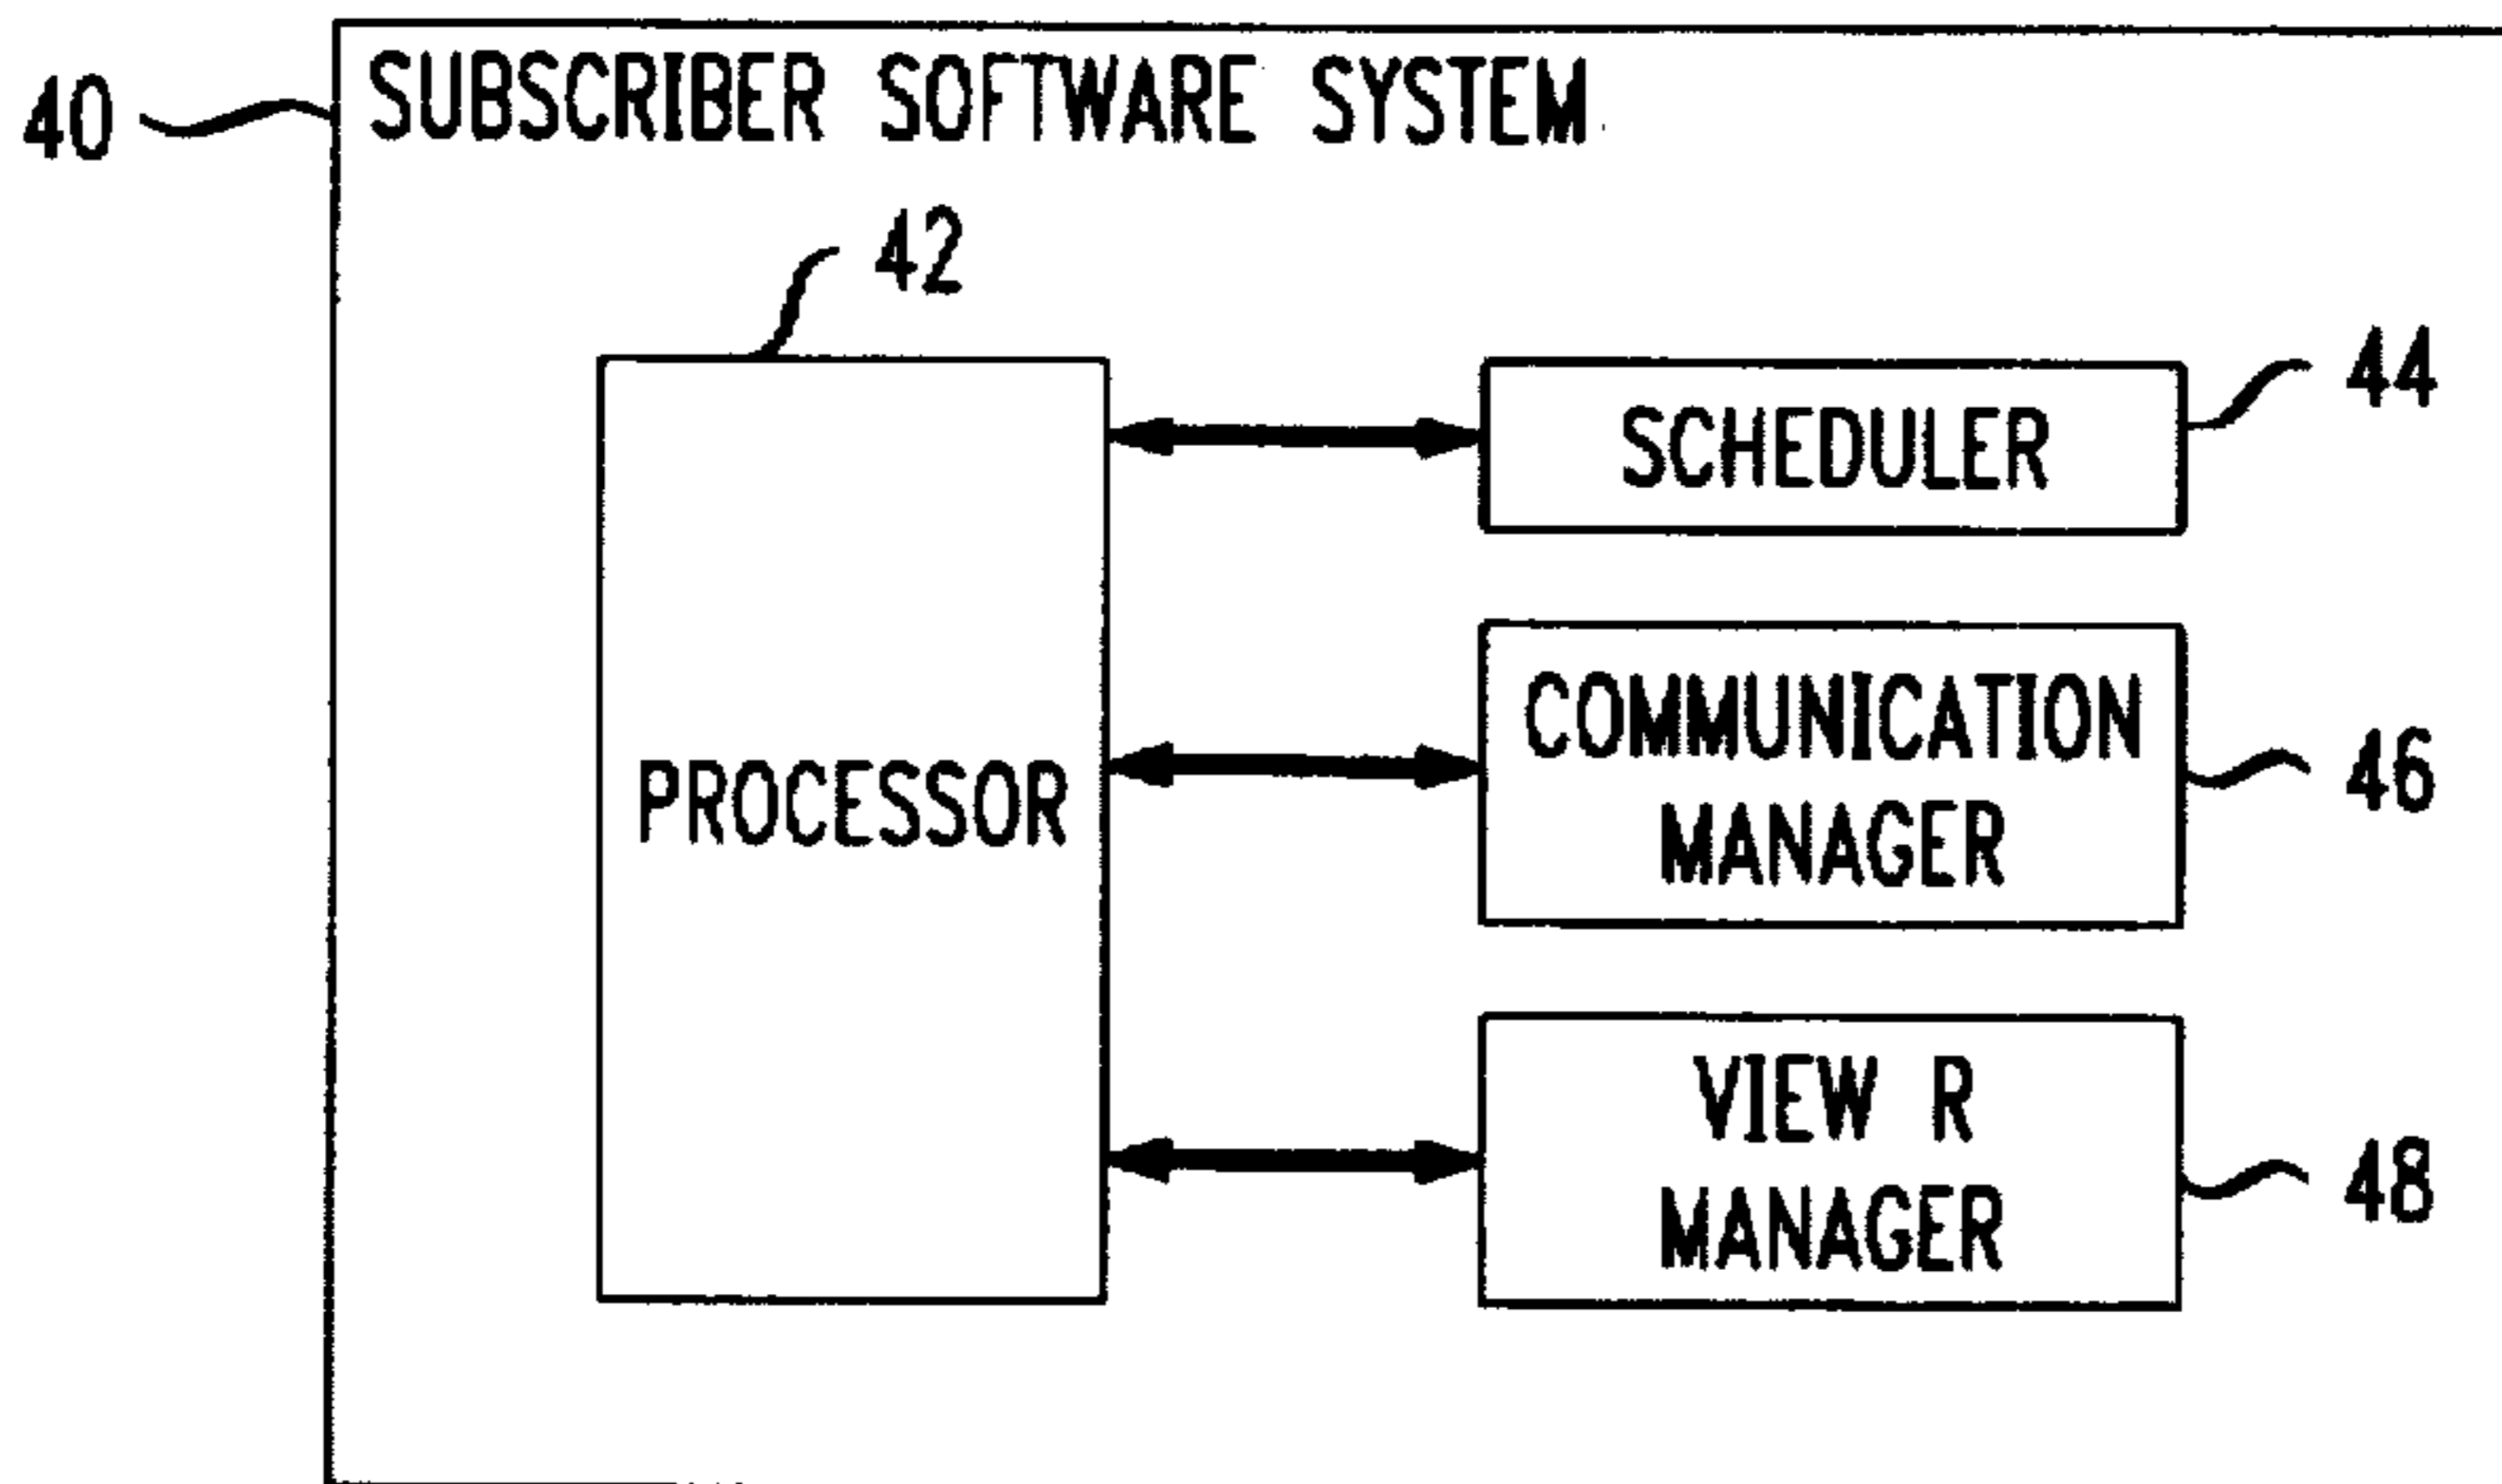 40
SUBSCRIBER SOFTWARE SYSTEM
42
44
SCHEDULER
PROCESSOR
COMMUNICATION
MANAGER
46
VIEW R
MANAGER
48